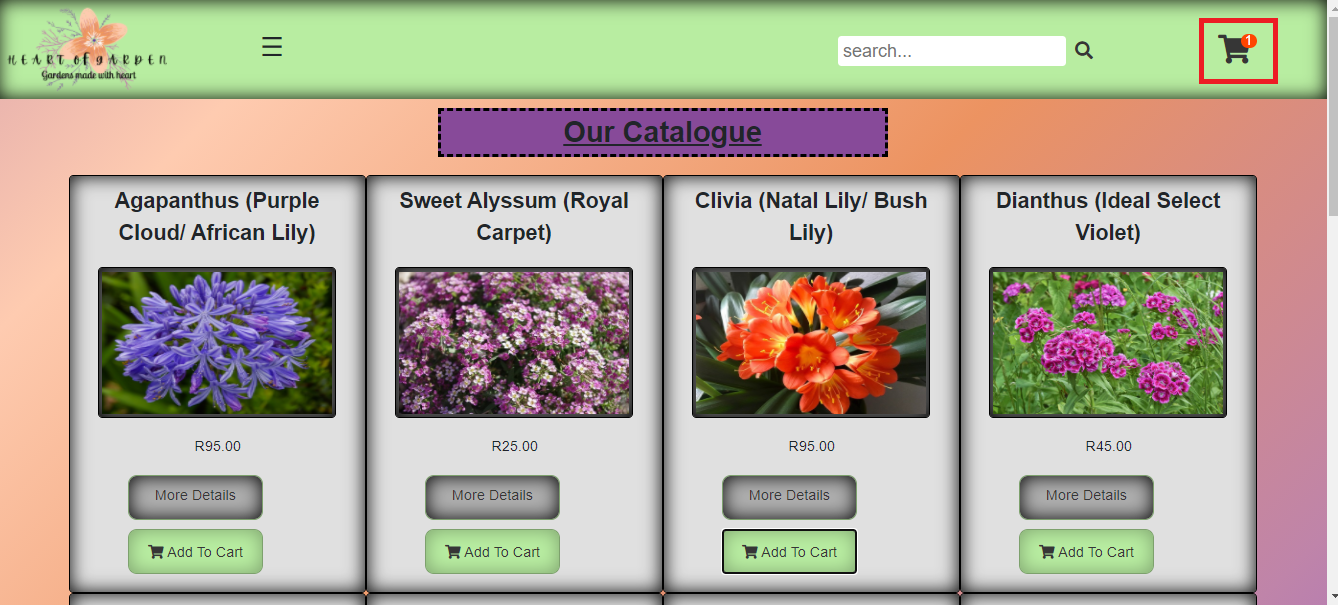 HEART of GARDEN
Gardens made with heart
☰
search...
1
Our Catalogue
Agapanthus (Purple
Cloud/ African Lily)
Sweet Alyssum (Royal
Carpet)
Clivia (Natal Lily/ Bush
Lily)
Dianthus (Ideal Select
Violet)
R95.00
R25.00
R95.00
R45.00
More Details
More Details
More Details
More Details
Add To Cart
Add To Cart
Add To Cart
Add To Cart